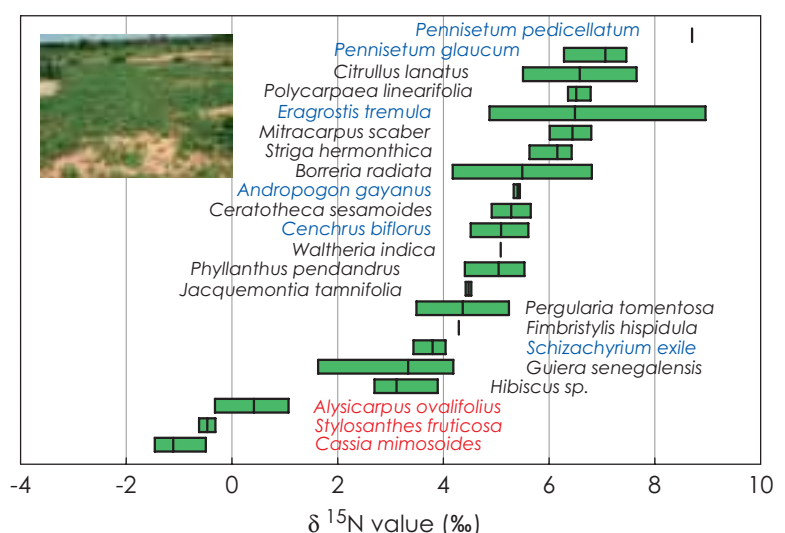 Pennisetum pedicellatum
Pennisetum glaucum
Citrullus lanatus
Polycarpaea linearifolia
Eragrostis tremula
Mitracarpus scaber
Striga hermonthica
Borreria radiata
Andropogon gayanus
Ceratotheca sesamoides
Cenchrus biflorus
Waltheria indica
Phyllanthus pendandrus
Jacquemontia tamnifolia
Pergularia tomentosa
Fimbristylis hispidula
Schizachyrium exile
Guiera senegalensis
Hibiscus sp.
Alysicarpus ovalifolius
Stylosanthes fruticosa
Cassia mimosoides
-4 -2 0 2 4 6 8 10
δ 15N value (‰)